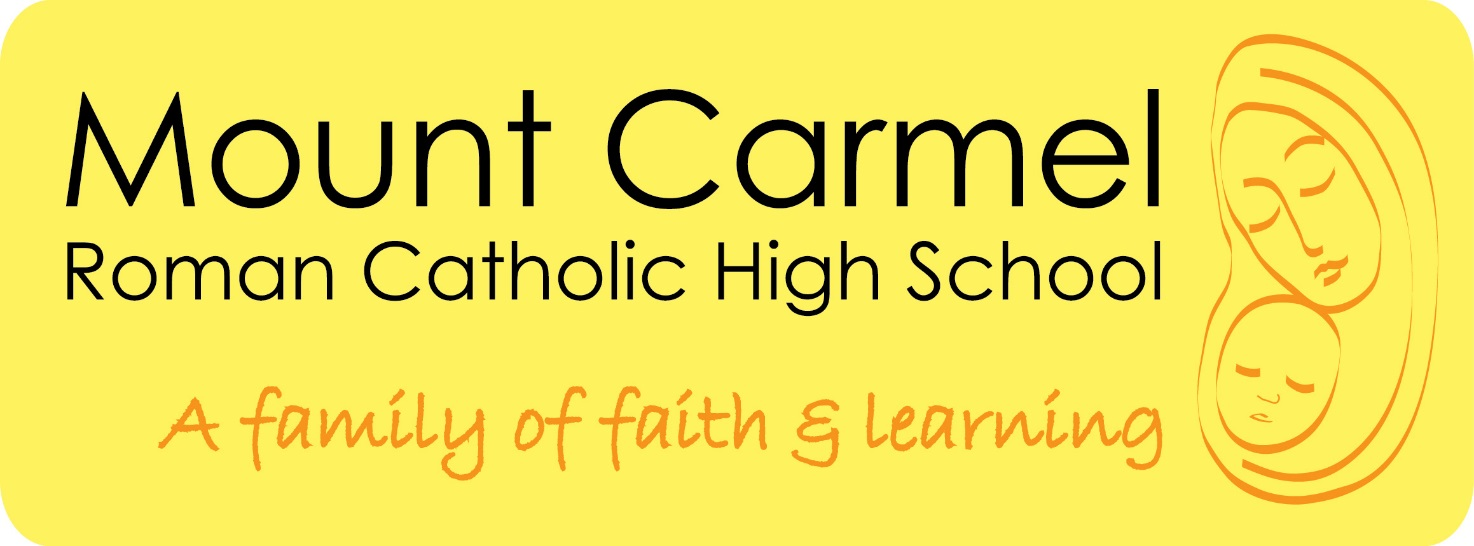 Mount Carmel
Roman Catholic High School
A family of faith & learning